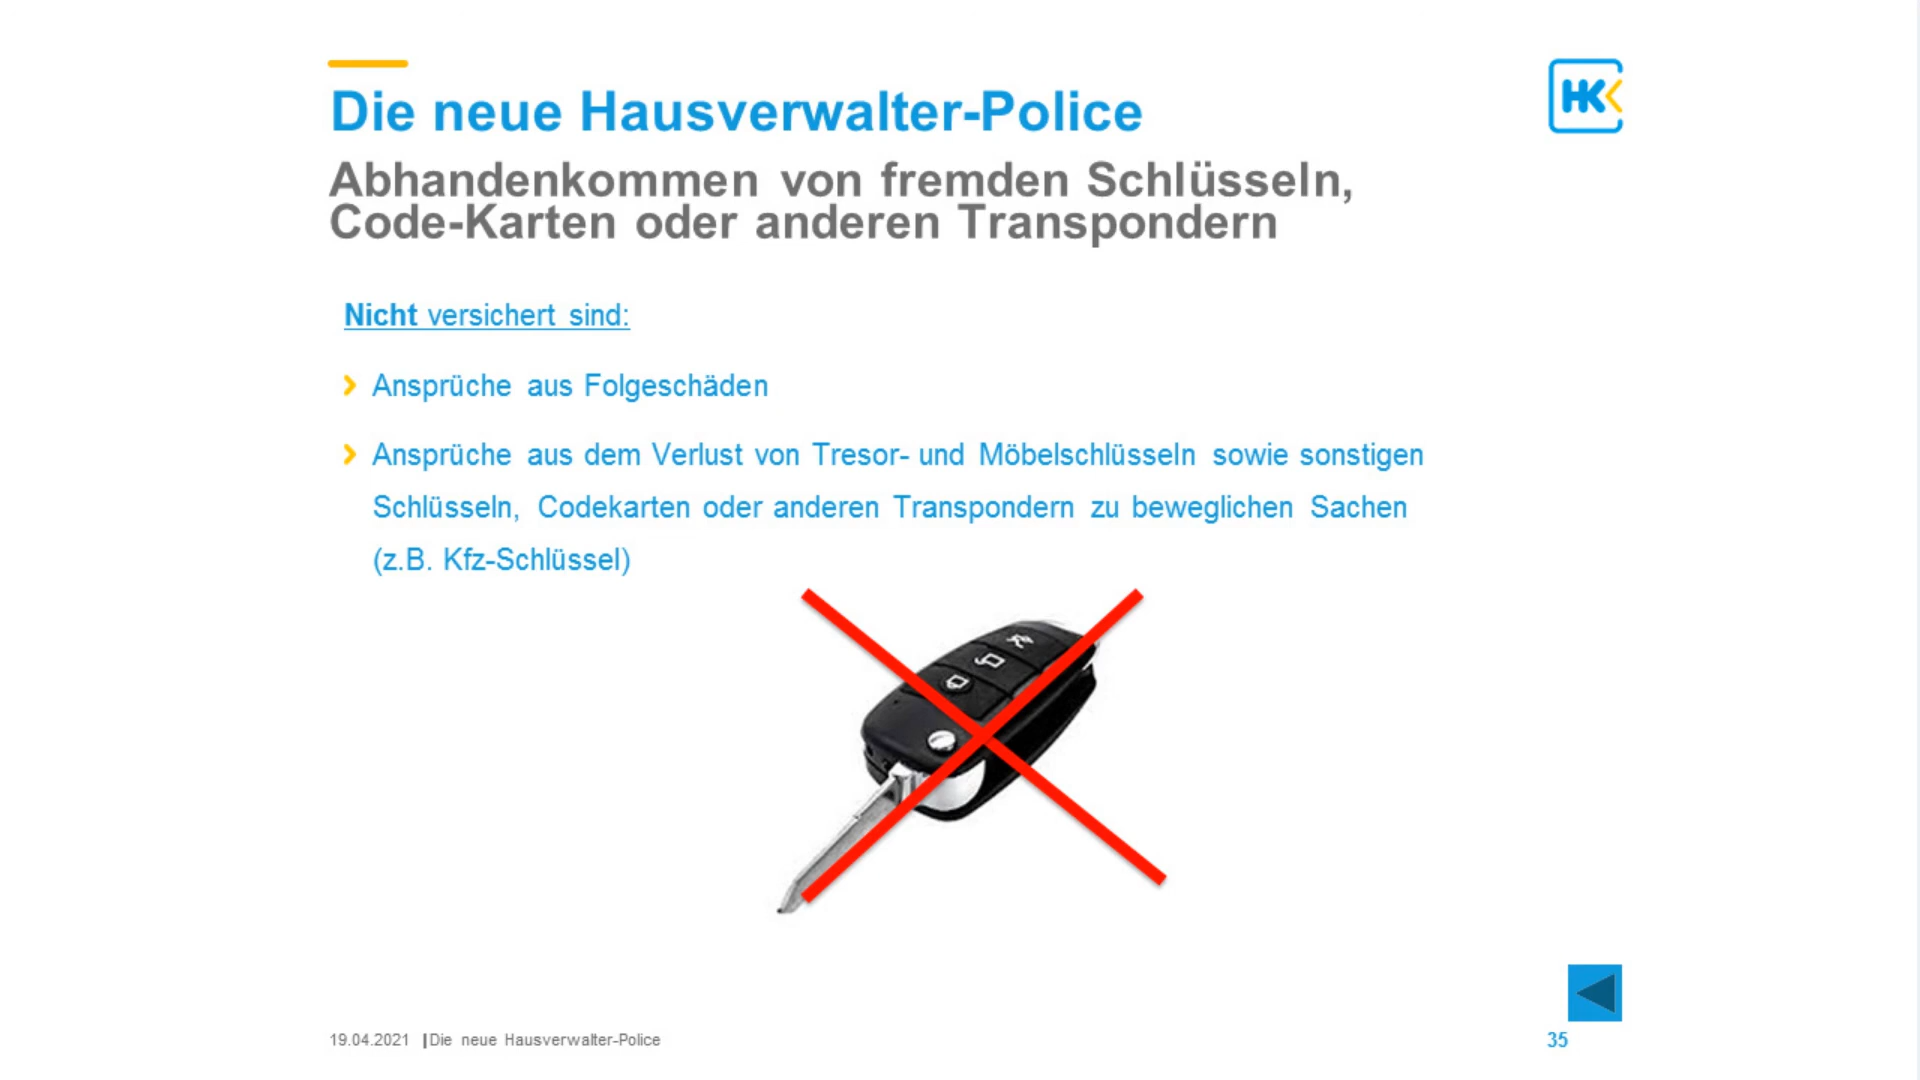 Die neue Hausverwalter-Police
HK
Abhandenkommen von fremden Schlüsseln,
Code-Karten oder anderen Transpondern
Nicht versichert sind:
Ansprüche aus Folgeschäden
Ansprüche aus dem Verlust von Tresor- und Möbelschlüsseln sowie sonstigen
Schlüsseln, Codekarten oder anderen Transpondern zu beweglichen Sachen
(z.B. Kfz-Schlüssel)
19.04.2021 | Die neue Hausverwalter-Police
35